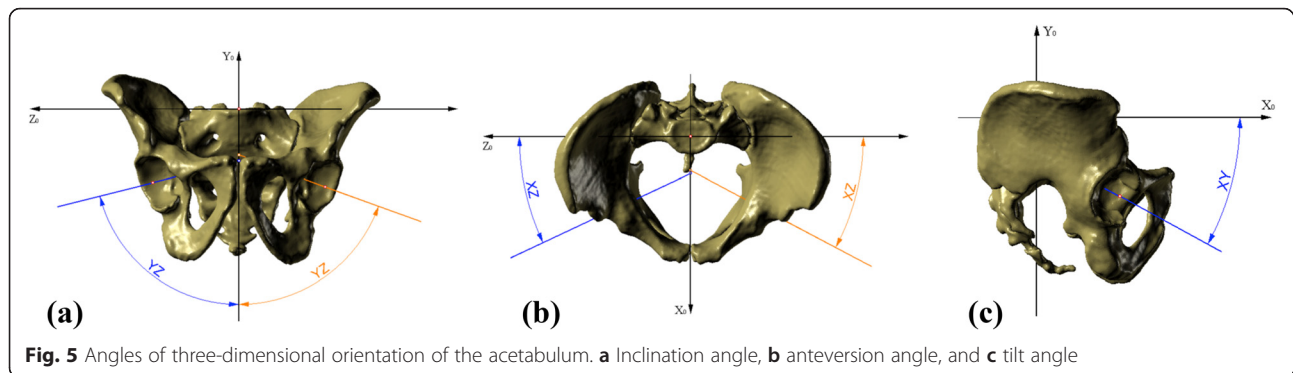 Y₀
Z₀
YZ
YZ
(a)
Z₀
XZ
XZ
X₀
(b)
Y₀
X₀
XY
(c)
Fig. 5 Angles of three-dimensional orientation of the acetabulum. a Inclination angle, b anteversion angle, and c tilt angle